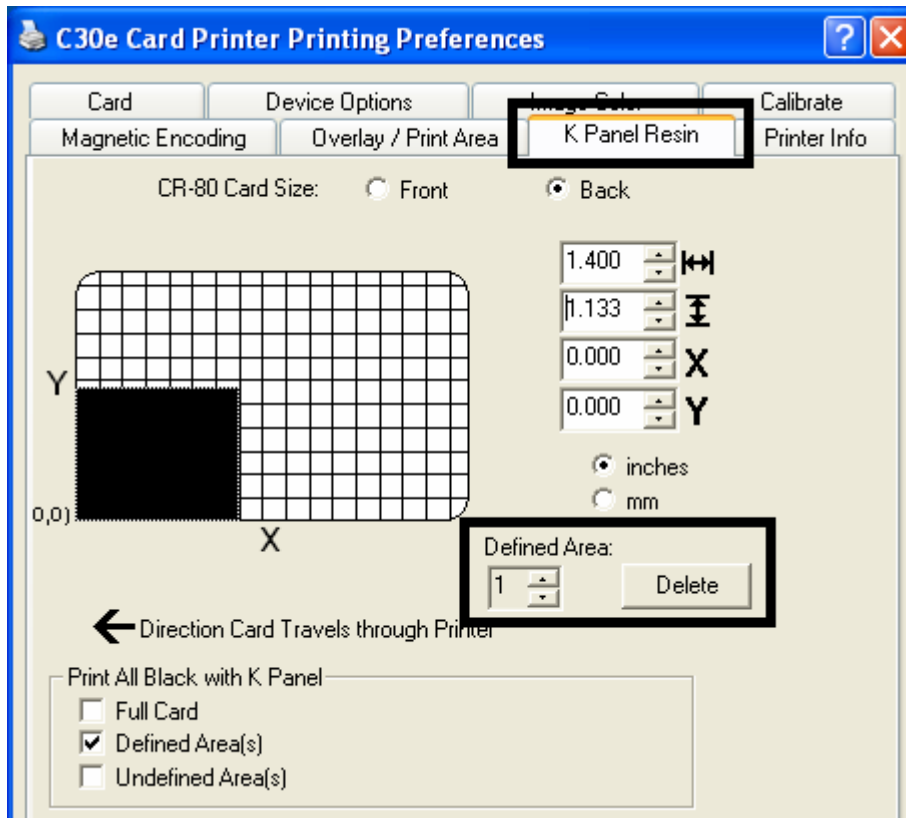 C30e Card Printer Printing Preferences
Card Device Options Image Color Calibrate
Magnetic Encoding Overlay / Print Area K Panel Resin Printer Info
CR-80 Card Size: Front Back
1.400
1.133
0.000 X
0.000 Y
Y
inches
mm
0,0)
X
Defined Area:
1 Delete
Direction Card Travels through Printer
Print All Black with K Panel
Full Card
Defined Area(s)
Undefined Area(s)